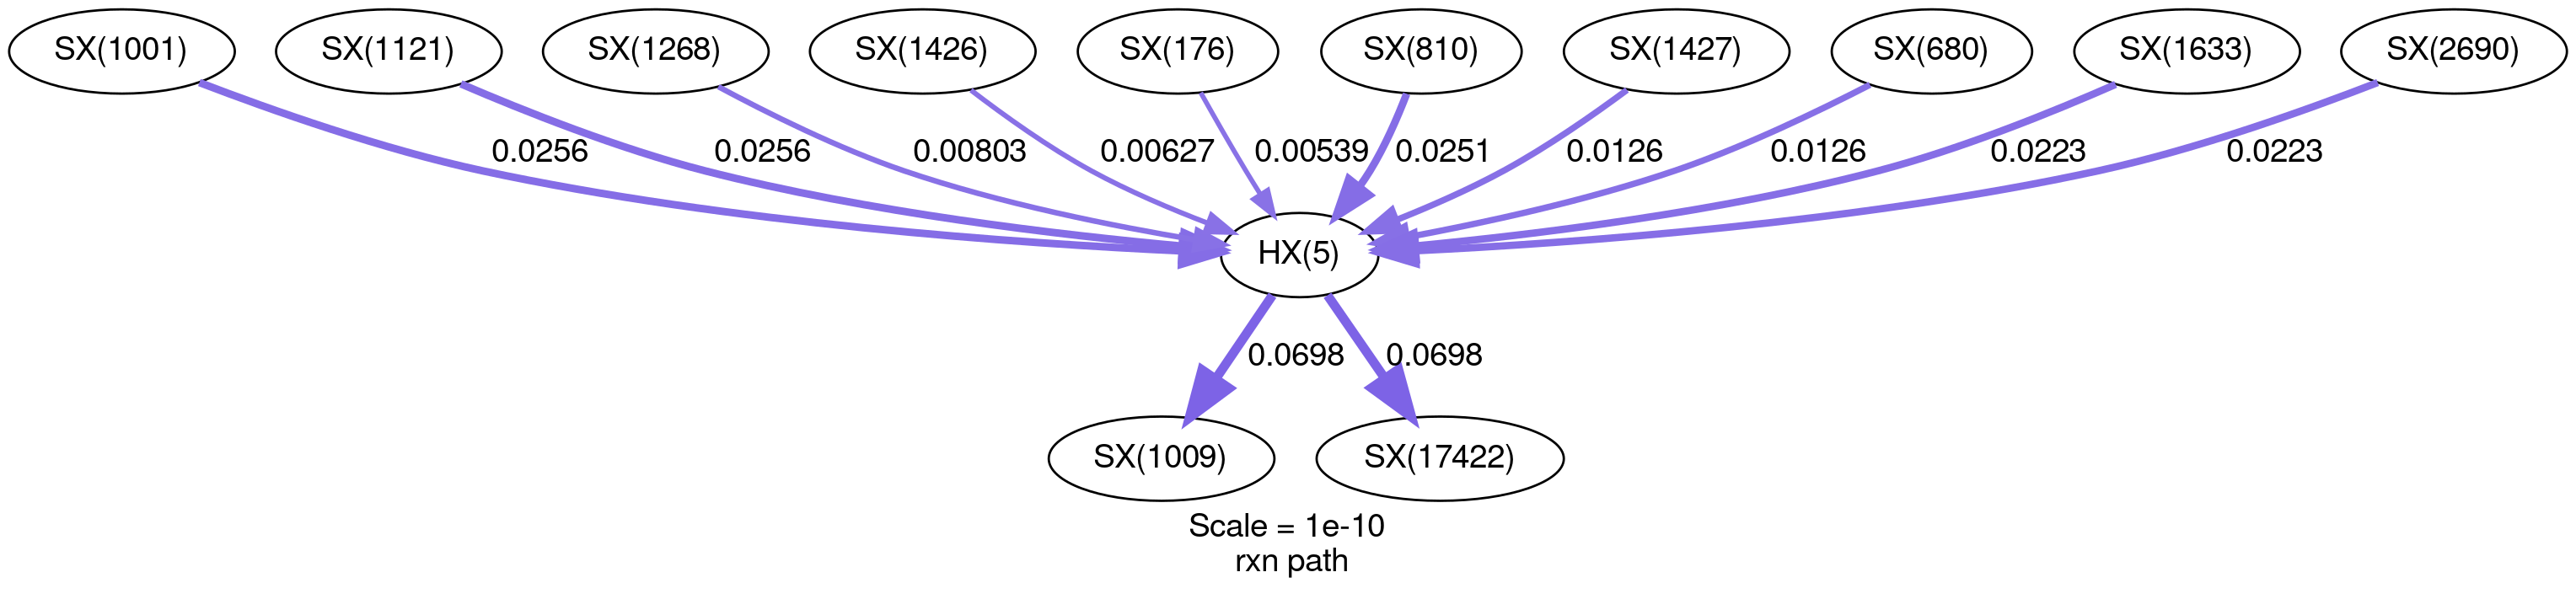 SX(1001) SX(1121) SX(1268) SX(1426) SX(176) SX(810) SX(1427) SX(680) SX(1633) SX(2690)
0.0256 0.0256 0.00803 0.00627 0.00539 0.0251 0.0126 0.0126 0.0223 0.0223
HX(5)
0.0698 0.0698
SX(1009) SX(17422)
Scale = 1e-10
rxn path